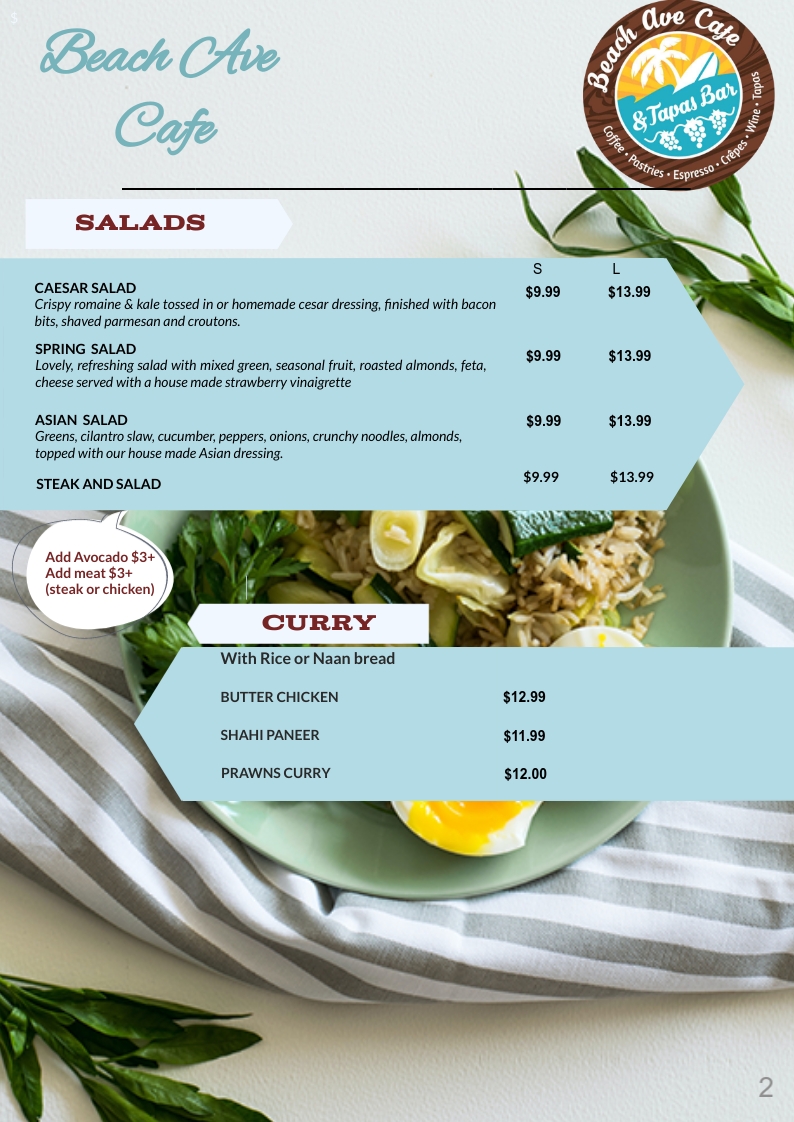 Beach Ave
Cafe
Beach Ave Cafe
& Tapas Bar
Coffee • Pastries • Espresso • Crêpes • Wine • Tapas
SALADS
S L
CAESAR SALAD $9.99 $13.99
Crispy romaine & kale tossed in or homemade cesar dressing, finished with bacon
bits, shaved parmesan and croutons.
SPRING SALAD $9.99 $13.99
Lovely, refreshing salad with mixed green, seasonal fruit, roasted almonds, feta,
cheese served with a house made strawberry vinaigrette
ASIAN SALAD $9.99 $13.99
Greens, cilantro slaw, cucumber, peppers, onions, crunchy noodles, almonds,
topped with our house made Asian dressing.
STEAK AND SALAD $9.99 $13.99
Add Avocado $3+
Add meat $3+
(steak or chicken)
CURRY
With Rice or Naan bread
BUTTER CHICKEN $12.99
SHAHI PANEER $11.99
PRAWNS CURRY $12.00
2